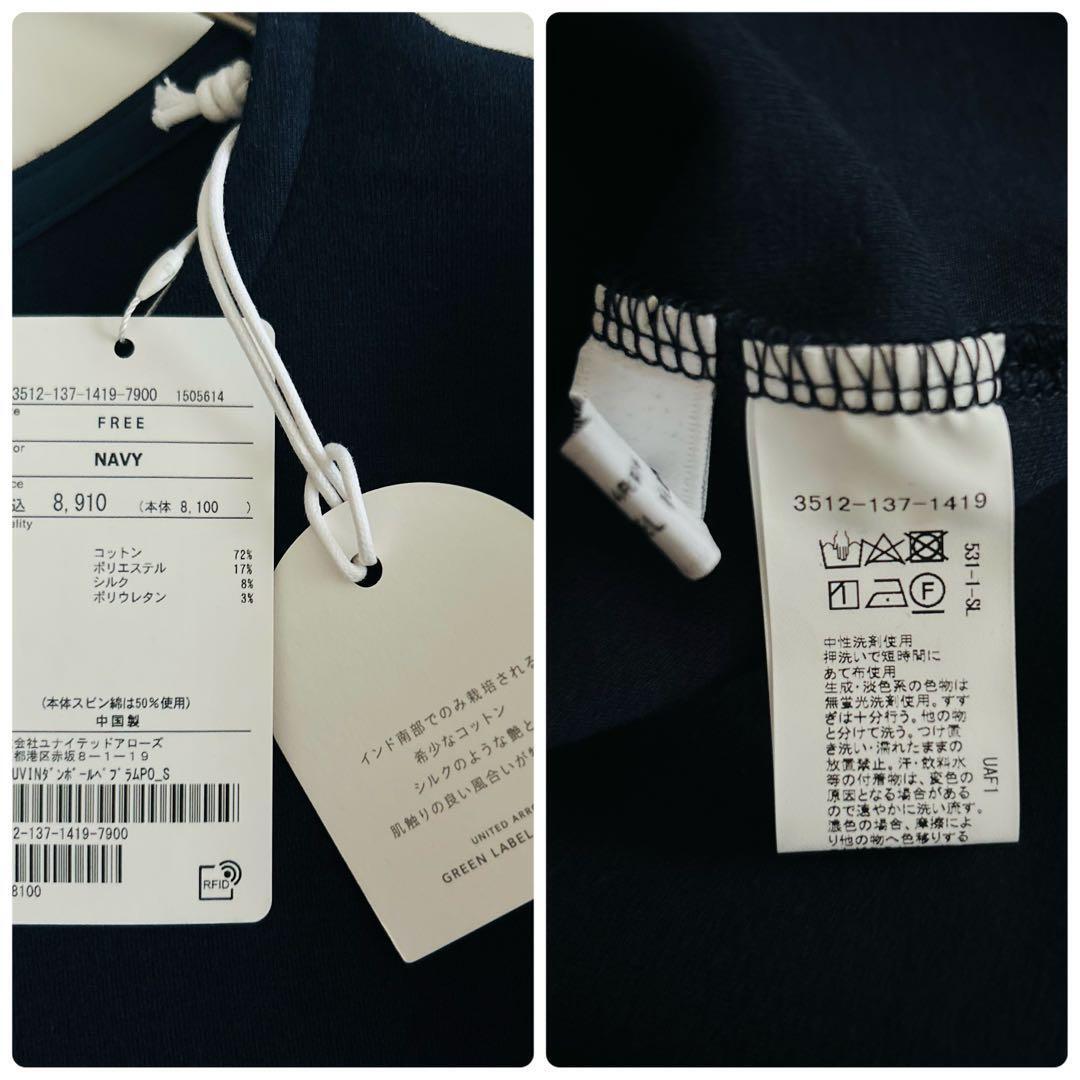 3512-137-1419-7900 1505614
FREE
NAVY
込 8,910 (本体 8,100 )
ality
コットン 72%
ポリエステル 17%
シルク 8%
ポリウレタン 3%
(本体スビン綿は50%使用)
中国製
会社ユナイテッドアローズ
都港区赤坂8-1-19
UVINダンボールペプラムPO_S
2-137-1419-7900
8100
RFID
インド南部でのみ栽培される
希少なコットン
シルクのような艶と
肌触りの良い風合いが
UNITED ARRO
GREEN LABEL
3512-137-1419
531-1-SL
F
中性洗剤使用
押洗いで短時間に
あて布使用
生成・淡色系の色物は
無蛍光洗剤使用。すす
ぎは十分行う。他の物
と分けて洗う。つけ置
き洗い・濡れたままの
放置禁止。汗・飲料水
等の付着物は、変色の
原因となる場合がある
ので速やかに洗い流す。
濃色の場合、摩擦によ
り他の物へ色移りする
UAF1